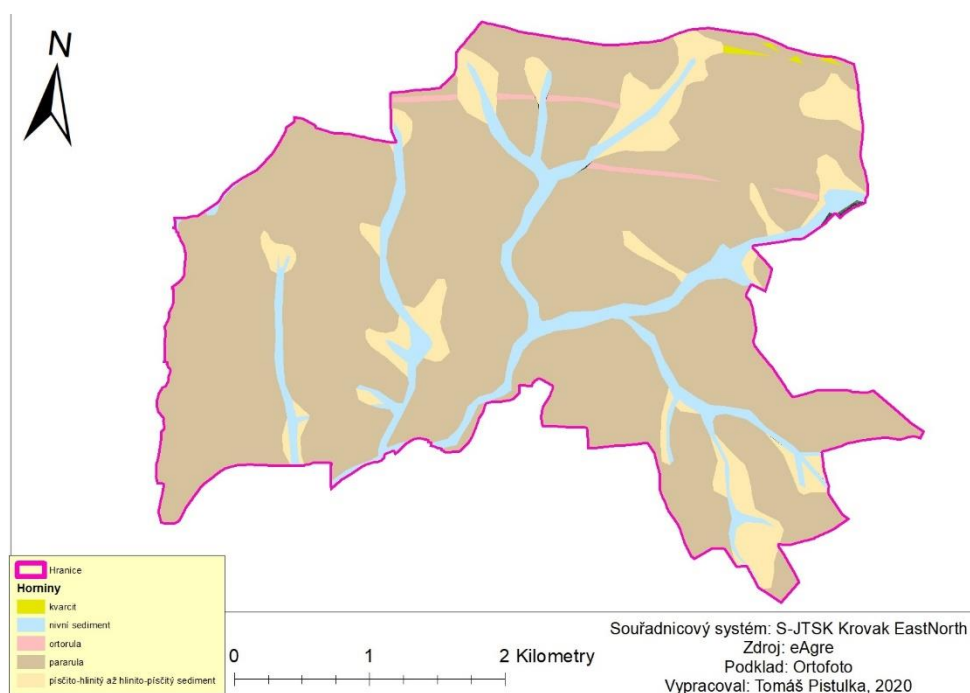 N
Hranice
Horniny
kvarcit
nivní sediment
ortorula
pararula
písčito-hlinitý až hlinito-písčitý sediment
0 1 2 Kilometry
Souřadnicový systém: S-JTSK Krovak EastNorth
Zdroj: eAgre
Podklad: Ortofoto
Vypracoval: Tomáš Pistulka, 2020